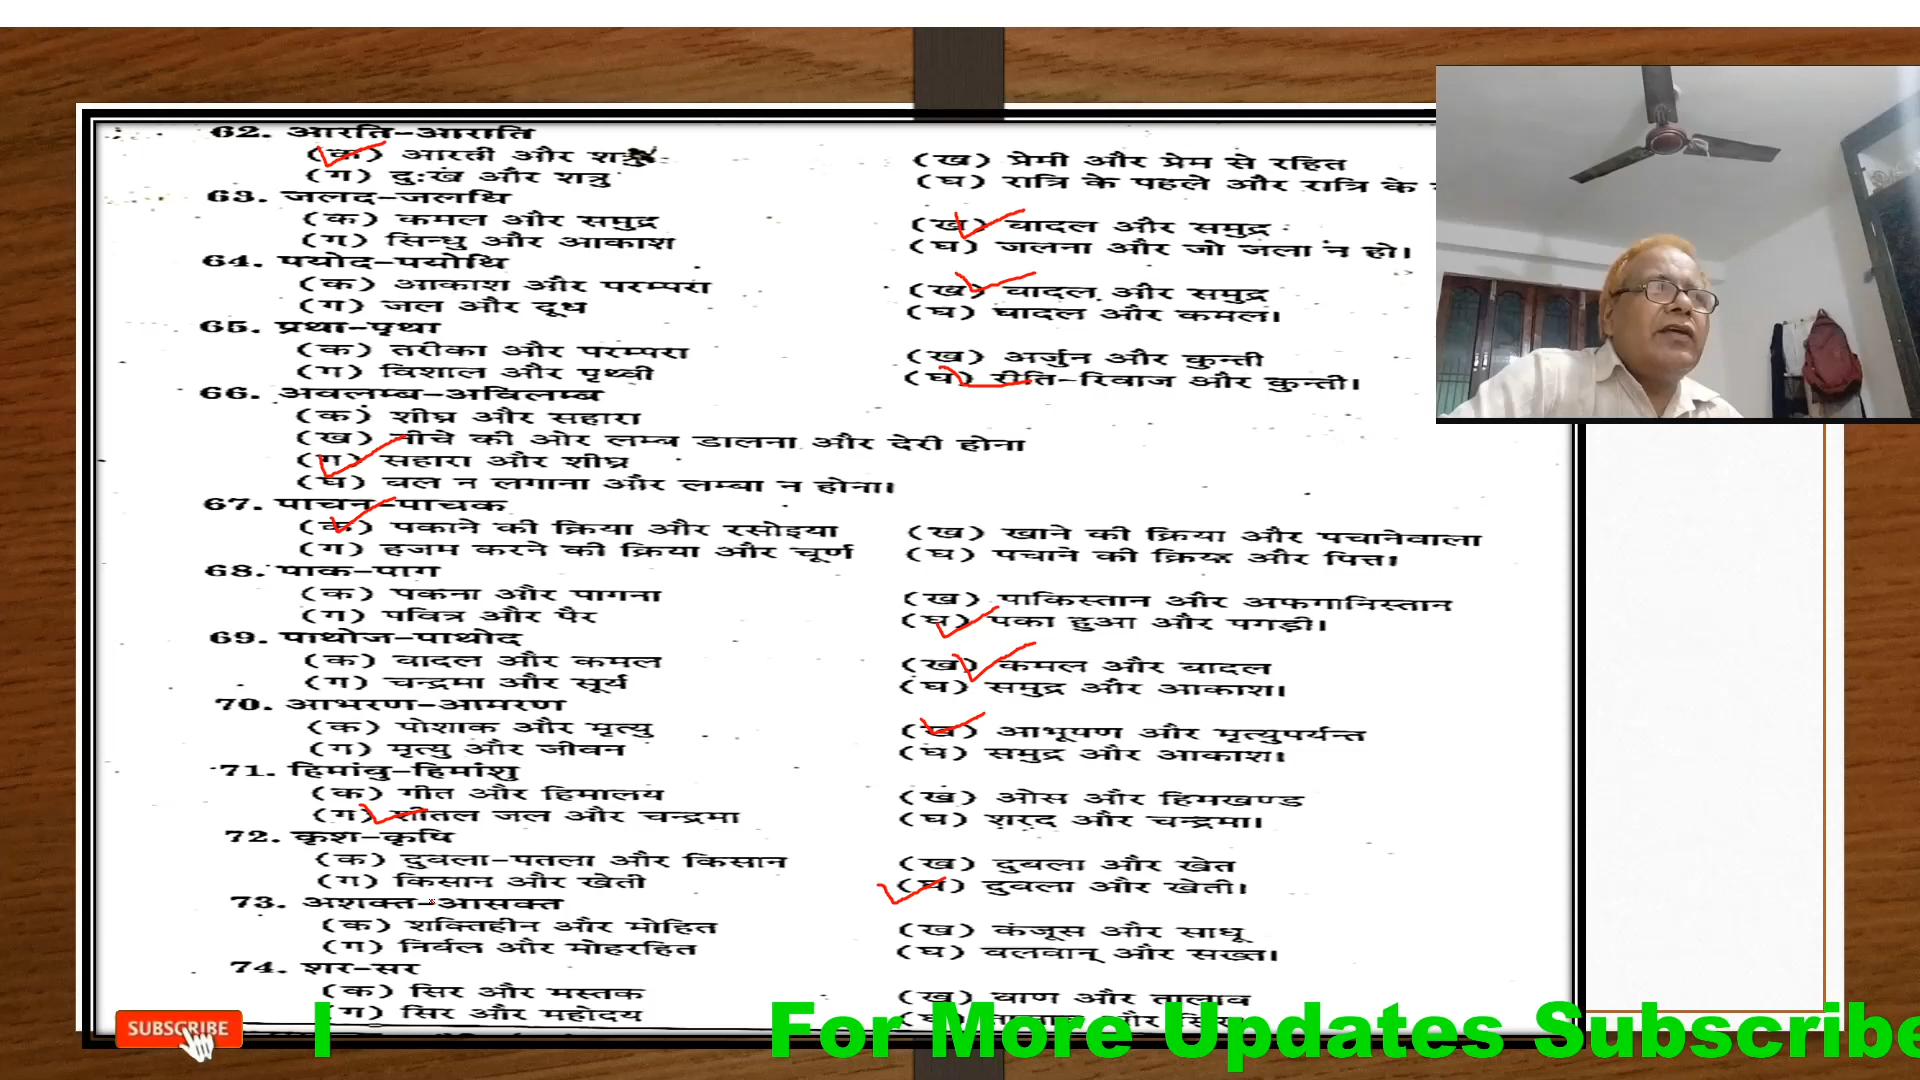 62. आरति-आराति
(क) आरती और शत्रु (ख) प्रेमी और प्रेम से रहित
(ग) दुःख और शत्रु (घ) रात्रि के पहले और रात्रि के
63. जलद-जलधि
(क) कमल और समुद्र (ख) बादल और समुद्र
(ग) सिन्धु और आकाश (घ) जलना और जो जला न हो।
64. पयोद-पयोधि
(क) आकाश और परम्परा (ख) बादल और समुद्र
(ग) जल और दूध (घ) बादल और कमल।
65. प्रथा-पृथा
(क) तरीका और परम्परा (ख) अर्जुन और कुन्ती
(ग) विशाल और पृथ्वी (घ) रीति-रिवाज और कुन्ती।
66. अवलम्ब-अविलम्ब
(क) शीघ्र और सहारा
(ख) नीचे की ओर लम्ब डालना और देरी होना
(ग) सहारा और शीघ्र
(घ) बल न लगाना और लम्बा न होना।
67. पाचन-पाचक
(क) पकाने की क्रिया और रसोइया (ख) खाने की क्रिया और पचानेवाला
(ग) हजम करने की क्रिया और चूर्ण (घ) पचाने की क्रिया और पित्त।
68. पाक-पाग
(क) पकना और पागना (ख) पाकिस्तान और अफगानिस्तान
(ग) पवित्र और पैर (घ) पका हुआ और पगड़ी।
69. पाथोज-पाथोद
(क) बादल और कमल (ख) कमल और बादल
(ग) चन्द्रमा और सूर्य (घ) समुद्र और आकाश।
70. आभरण-आमरण
(क) पोशाक और मृत्यु (ख) आभूषण और मृत्युपर्यन्त
(ग) मृत्यु और जीवन (घ) समुद्र और आकाश।
71. हिमांबु-हिमांशु
(क) गीत और हिमालय (ख) ओस और हिमखण्ड
(ग) शीतल जल और चन्द्रमा (घ) शरद और चन्द्रमा।
72. कृश-कृषि
(क) दुबला-पतला और किसान (ख) दुबला और खेत
(ग) किसान और खेती (घ) दुबला और खेती।
73. अशक्त-आसक्त
(क) शक्तिहीन और मोहित (ख) कंजूस और साधू
(ग) निर्बल और मोहरहित (घ) बलवान् और सख्त।
74. शर-सर
(क) सिर और मस्तक (ख) बाण और तालाब
(ग) सिर और महोदय
SUBSCRIBE
For More Updates Subscribe